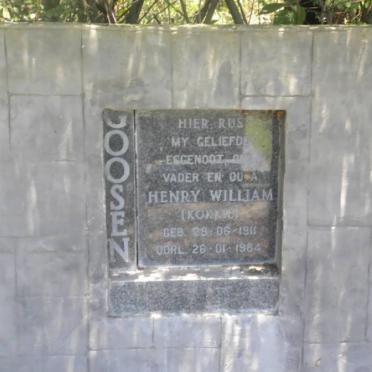 GOOSEN
HIER RUS
MY GELIEFDE
EGGENOOT, 
VADER EN OUPA
HENRY WILLIAM
GEB. 29-06-1911
OORL. 26-01-1984